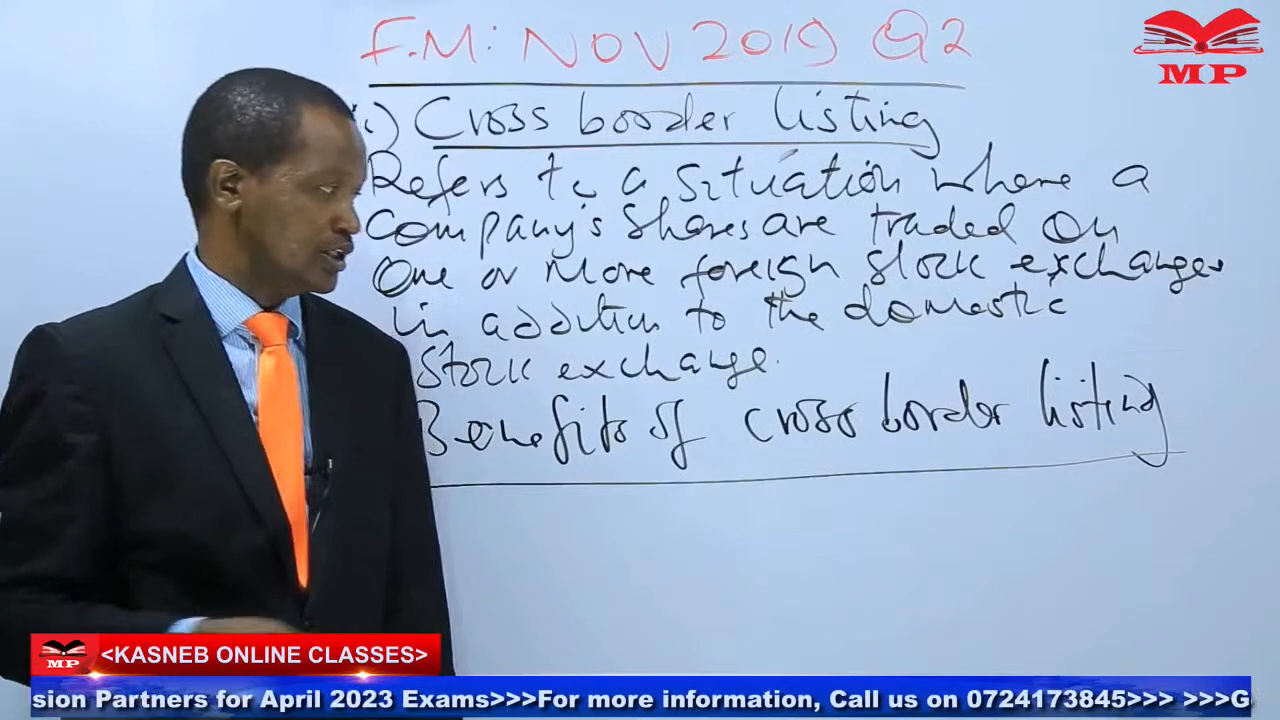 F.M: NOV 2019 Q2
MP
i) Cross border listing
Refers to a situation where a
company's shares are traded on
one or more foreign stock exchanges
in addition to the domestic
stock exchange.
Benefits of cross border listing
MP
<KASNEB ONLINE CLASSES>
sion Partners for April 2023 Exams>>>For more information, Call us on 0724173845>>> >>>G